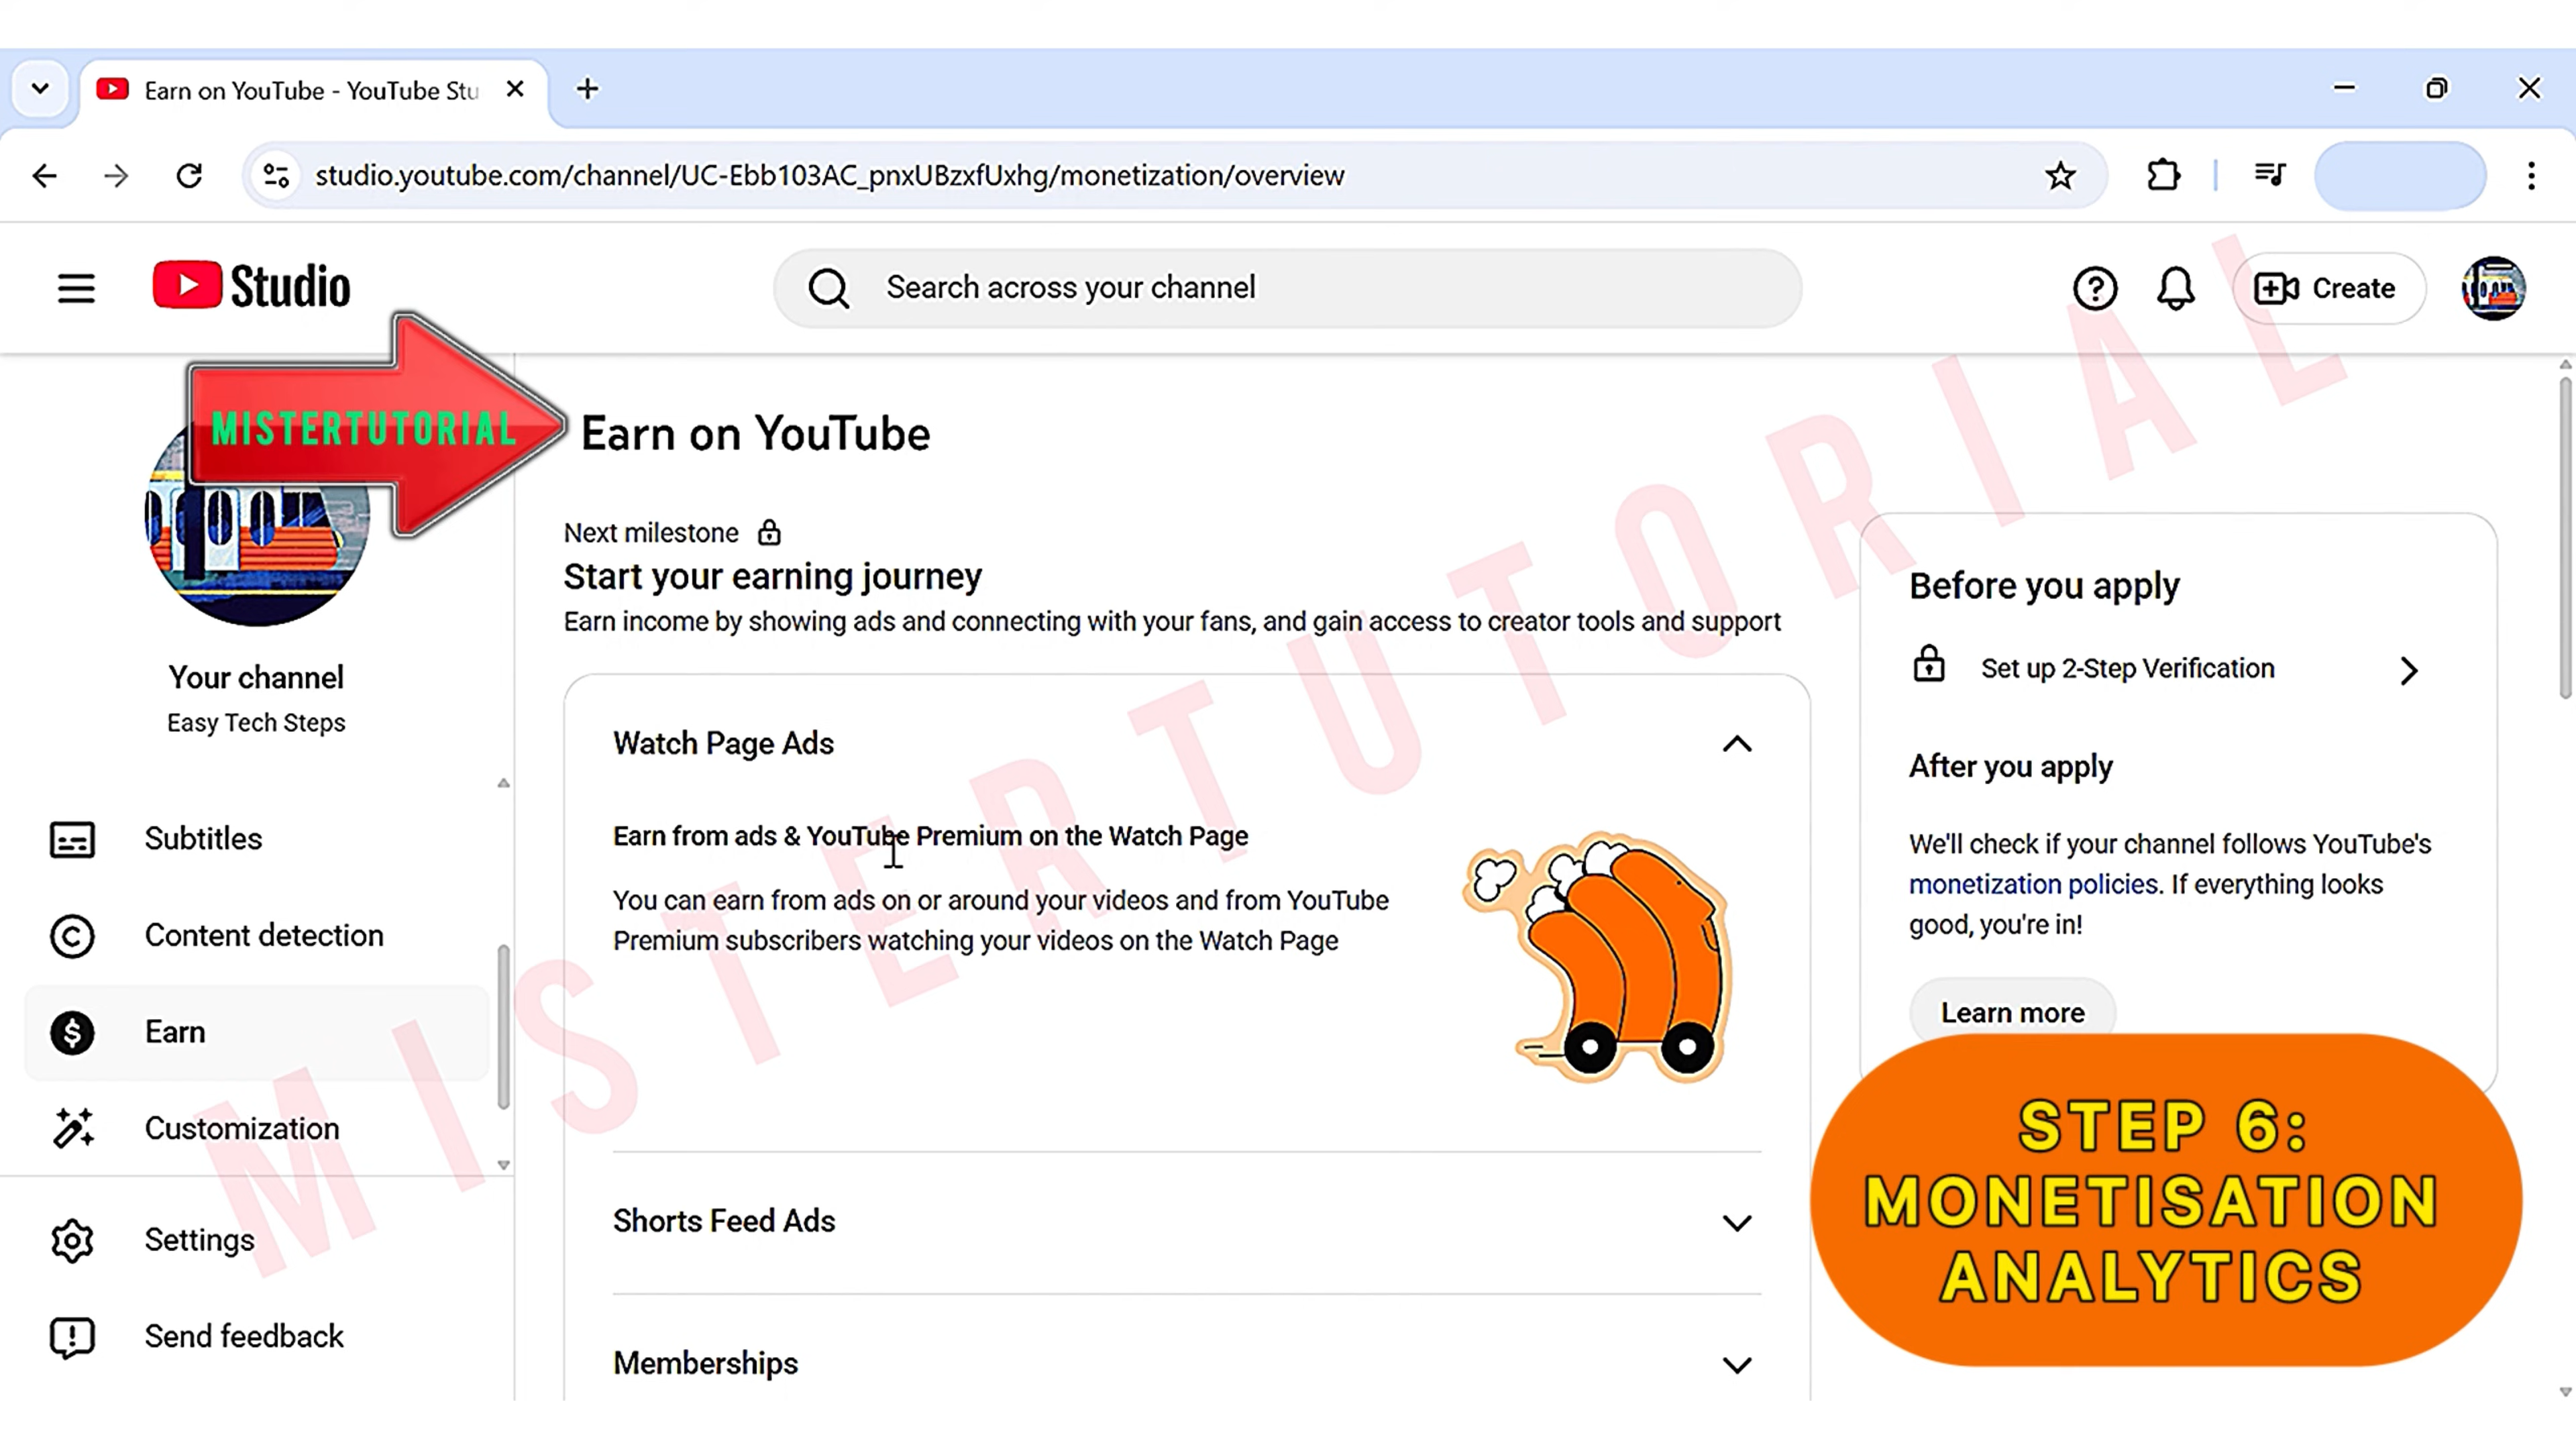 Earn on YouTube - YouTube Stu
studio.youtube.com/channel/UC-Ebb103AC_pnxUBzxfUxhg/monetization/overview
Studio
Search across your channel
Create
MISTERTUTORIAL
Your channel
Easy Tech Steps
Subtitles
Content detection
Earn
Customization
Settings
Send feedback
Earn on YouTube
Next milestone
Start your earning journey
Earn income by showing ads and connecting with your fans, and gain access to creator tools and support
Watch Page Ads
Earn from ads & YouTube Premium on the Watch Page
You can earn from ads on or around your videos and from YouTube
Premium subscribers watching your videos on the Watch Page
Shorts Feed Ads
Memberships
Before you apply
Set up 2-Step Verification
After you apply
We'll check if your channel follows YouTube's
monetization policies. If everything looks
good, you're in!
Learn more
STEP 6:
MONETISATION
ANALYTICS
MISTERTUTORIAL